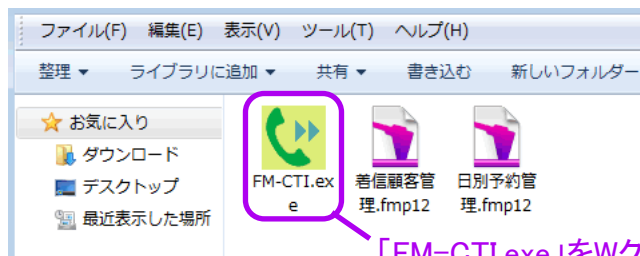 ファイル(F) 編集(E) 表示(V) ツール(T) ヘルプ(H)
整理 ▼ ライブラリに追加 ▼ 共有 ▼ 書き込む 新しいフォルダー
お気に入り
ダウンロード
デスクトップ
最近表示した場所
FM-CTI.ex
e
着信顧客管
理.fmp12
日別予約管
理.fmp12
「FM-CTI.exe」をWク